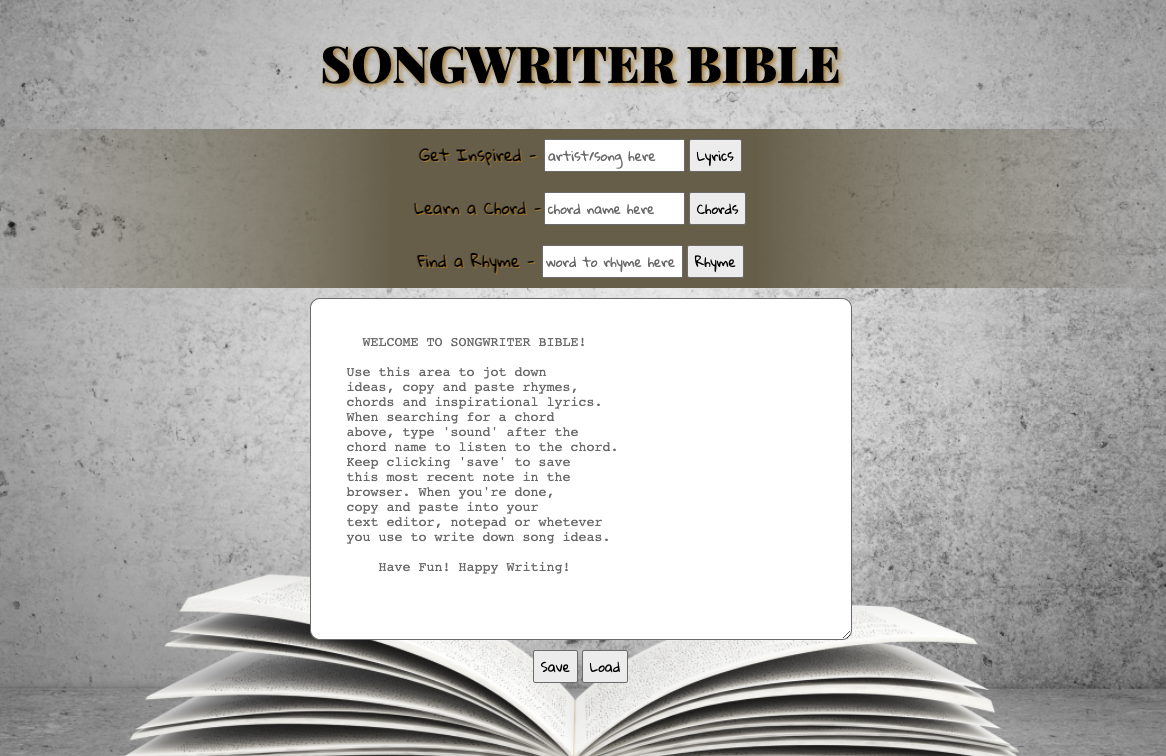 SONGWRITER BIBLE
Get Inspired - artist/song here Lyrics
Learn a Chord - chord name here Chords
Find a Rhyme - word to rhyme here Rhyme
WELCOME TO SONGWRITER BIBLE!
Use this area to jot down
ideas, copy and paste rhymes,
chords and inspirational lyrics.
When searching for a chord
above, type 'sound' after the
chord name to listen to the chord.
Keep clicking 'save' to save
this most recent note in the
browser. When you're done,
copy and paste into your
text editor, notepad or whetever
you use to write down song ideas.
Have Fun! Happy Writing!
Save Load